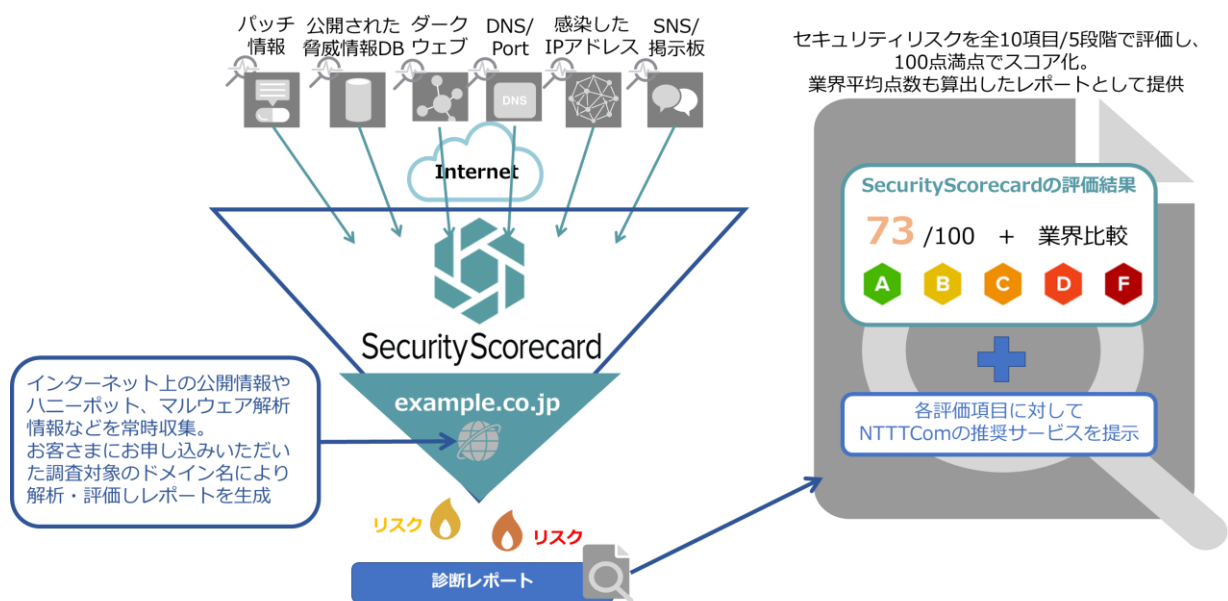 パッチ
情報
公開された
脅威情報DB
ダーク
ウェブ
DNS/
Port
感染した
IPアドレス
SNS/
掲示板
DNS
Internet
SecurityScorecard
example.co.jp
インターネット上の公開情報や
ハニーポット、マルウェア解析
情報などを常時収集。
お客さまにお申し込みいただい
た調査対象のドメイン名により
解析・評価しレポートを生成
リスク
リスク
診断レポート
セキュリティリスクを全10項目/5段階で評価し、
100点満点でスコア化。
業界平均点数も算出したレポートとして提供
SecurityScorecardの評価結果
73 /100 + 業界比較
A B C D F
各評価項目に対して
NTTTComの推奨サービスを提示